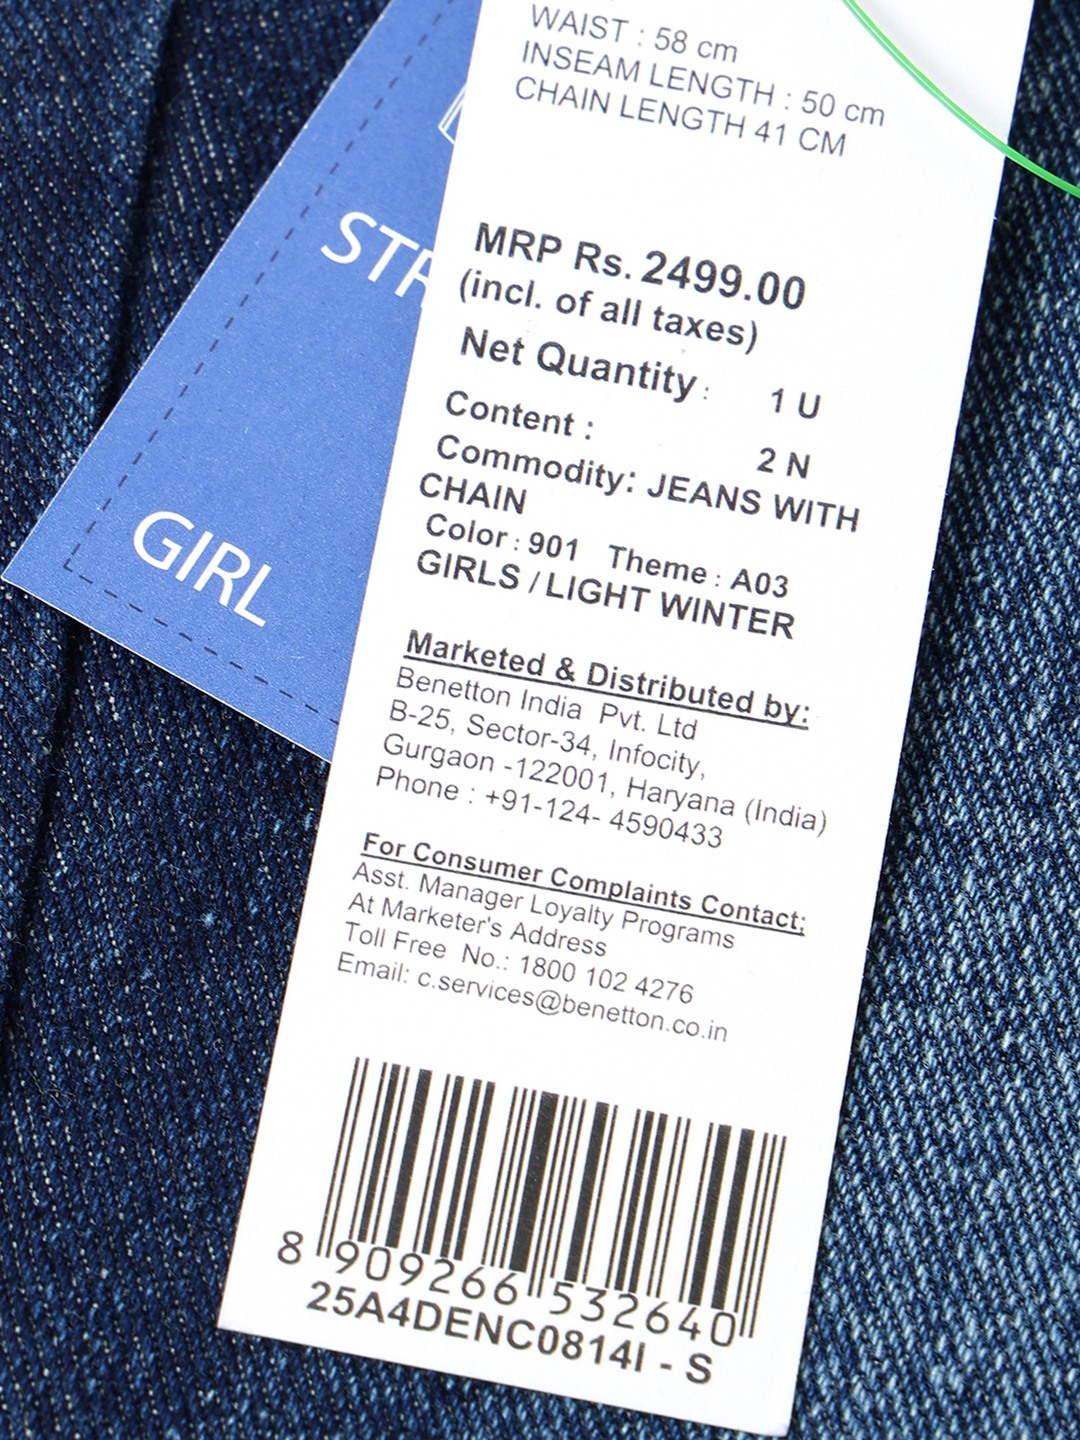 WAIST : 58 cm
INSEAM LENGTH : 50 cm
CHAIN LENGTH 41 CM
MRP Rs. 2499.00
(incl. of all taxes)
Net Quantity : 1 U
Content : 2 N
Commodity: JEANS WITH
CHAIN
Color : 901 Theme : A03
GIRLS / LIGHT WINTER
Marketed & Distributed by:
Benetton India Pvt. Ltd
B-25, Sector-34, Infocity,
Gurgaon -122001, Haryana (India)
Phone : +91-124- 4590433
For Consumer Complaints Contact:
Asst. Manager Loyalty Programs
At Marketer's Address
Toll Free No.: 1800 102 4276
Email: c.services@benetton.co.in
8 909266 532640
25A4DENC0814I - S
GIRL